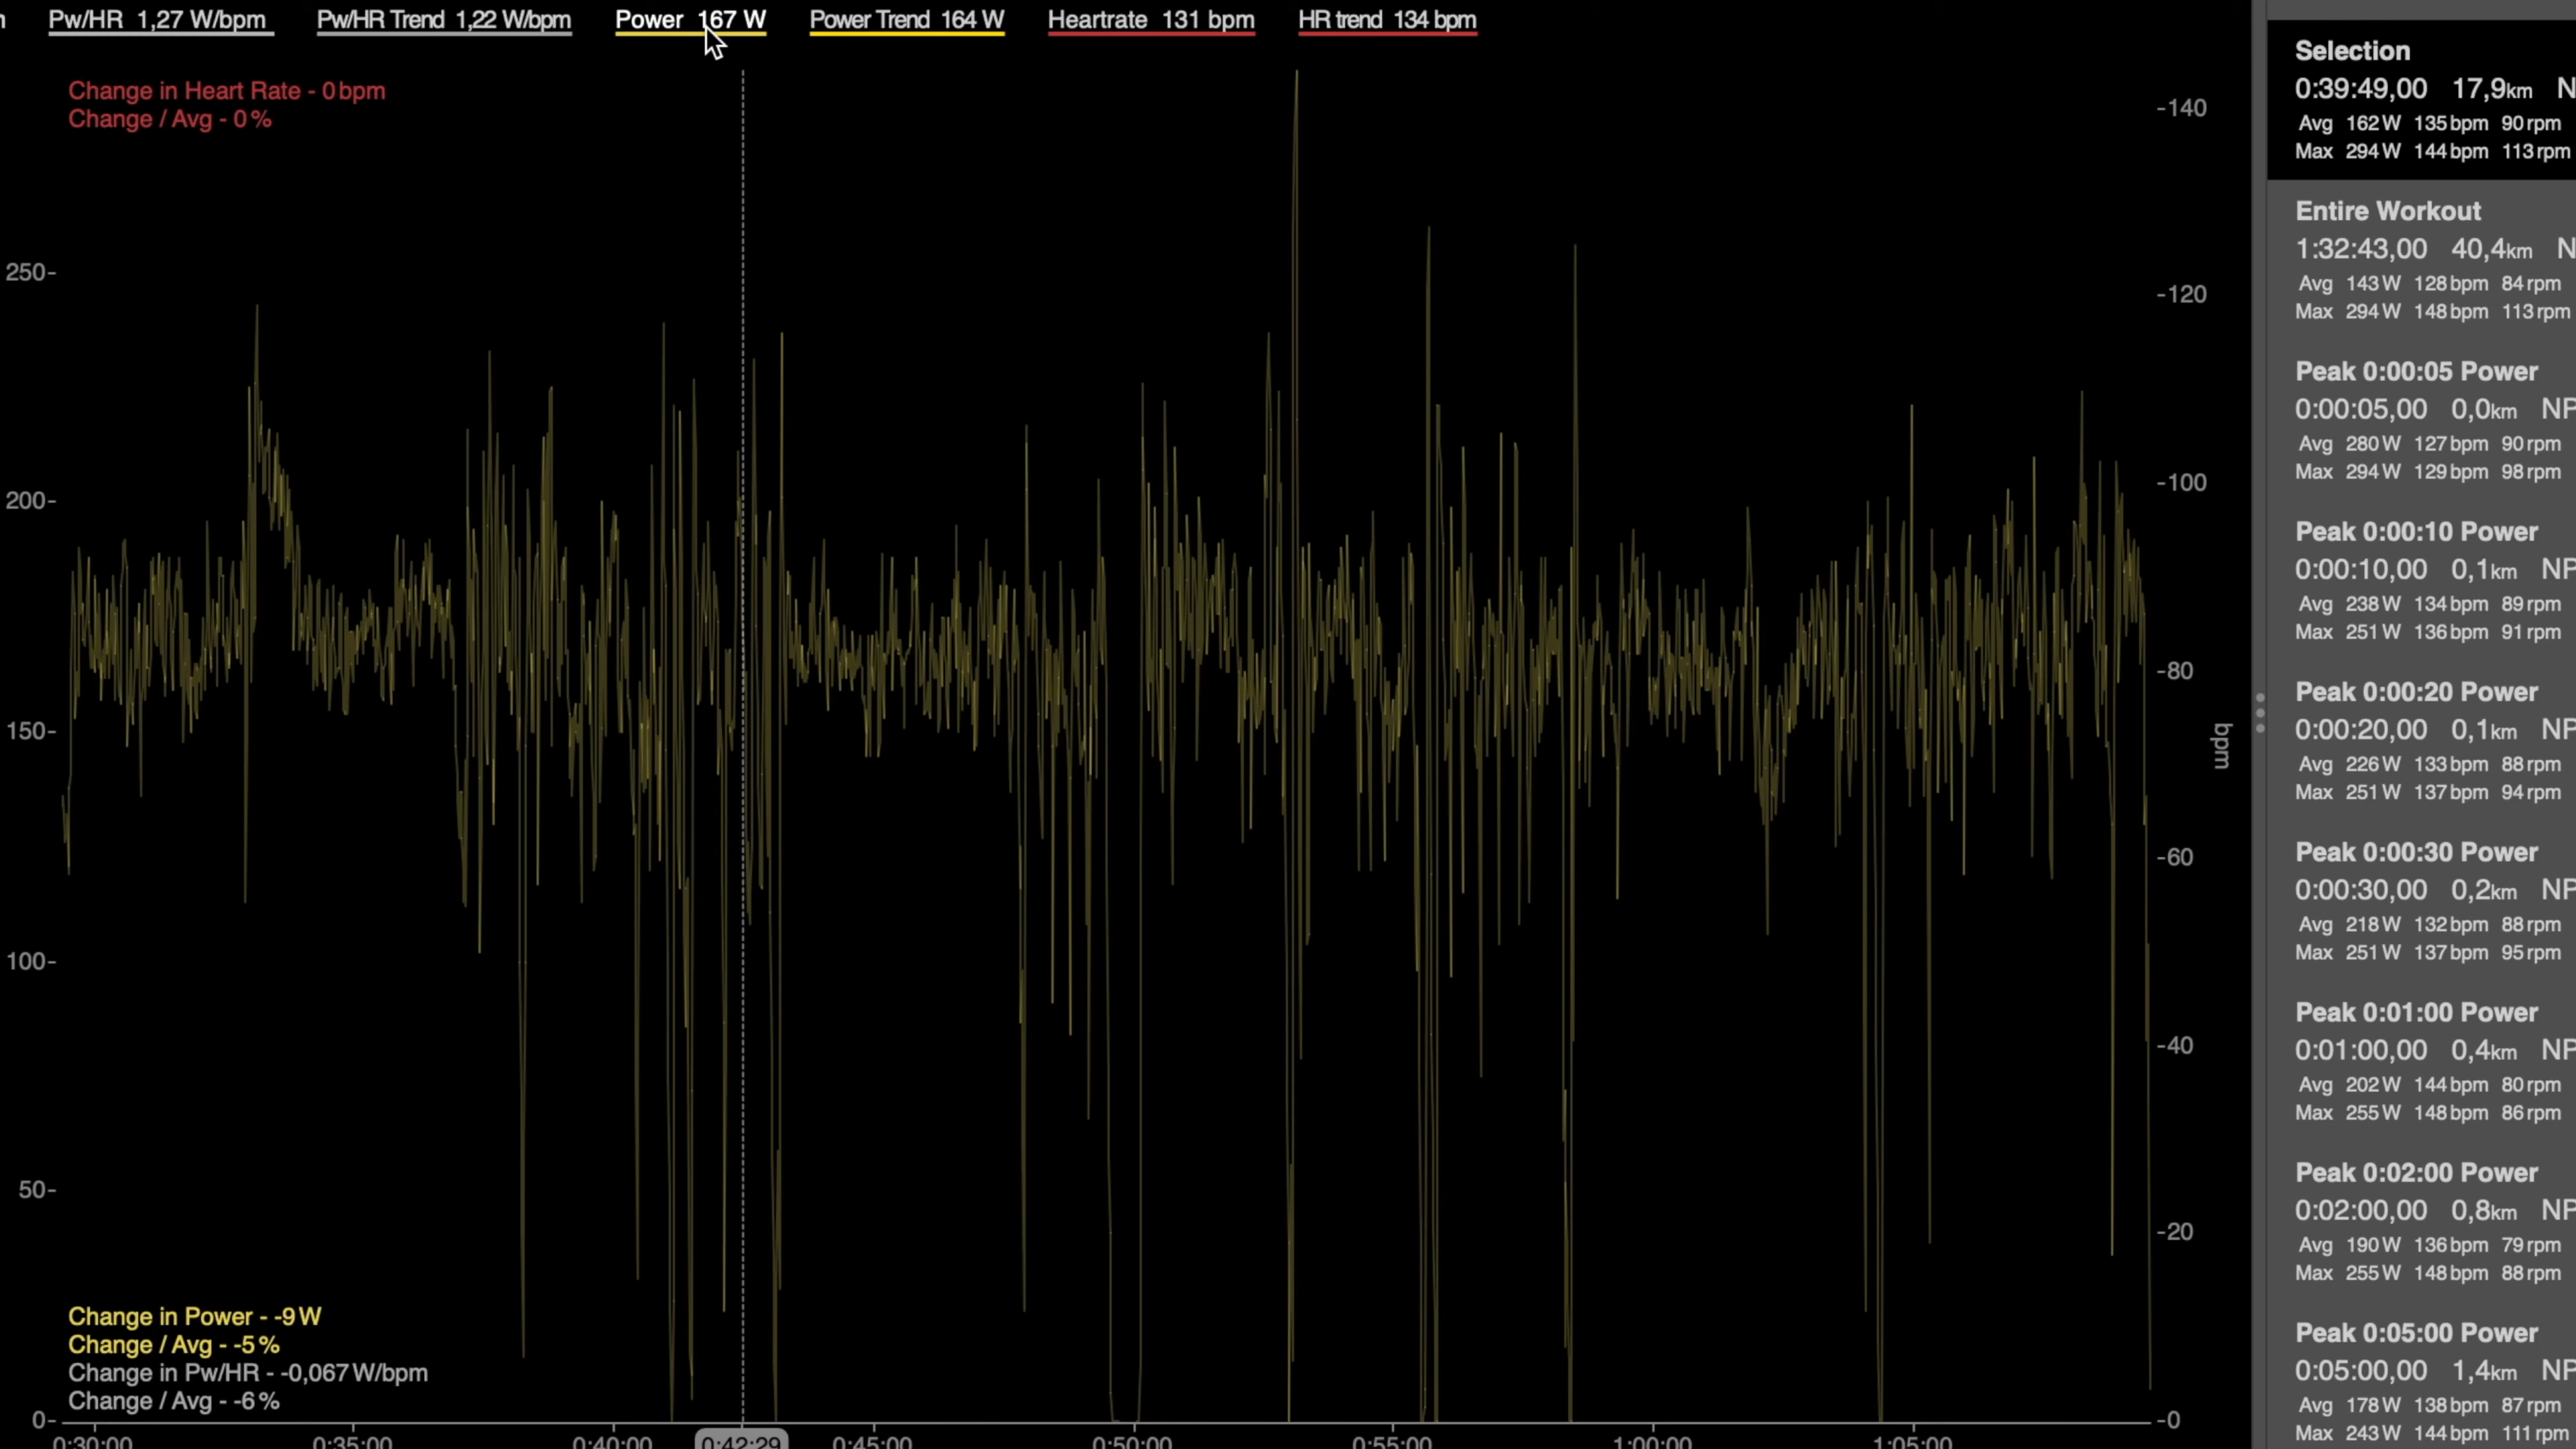 Pw/HR 1,27 W/bpm Pw/HR Trend 1,22 W/bpm Power 167 W Power Trend 164 W Heartrate 131 bpm HR trend 134 bpm
Change in Heart Rate - 0 bpm
Change / Avg - 0 %
250-
200-
150-
100-
50-
0-
Change in Power - -9 W
Change / Avg - -5 %
Change in Pw/HR - -0,067 W/bpm
Change / Avg - -6 %
0:30:00 0:35:00 0:40:00 0:42:29 0:45:00 0:50:00 0:55:00 1:00:00 1:05:00
-140
-120
-100
-80
-60
-40
-20
-0
bpm
Selection
0:39:49,00 17,9km N
Avg 162 W 135 bpm 90 rpm
Max 294 W 144 bpm 113 rpm
Entire Workout
1:32:43,00 40,4km N
Avg 143 W 128 bpm 84 rpm
Max 294 W 148 bpm 113 rpm
Peak 0:00:05 Power
0:00:05,00 0,0km NP
Avg 280 W 127 bpm 90 rpm
Max 294 W 129 bpm 98 rpm
Peak 0:00:10 Power
0:00:10,00 0,1km NP
Avg 238 W 134 bpm 89 rpm
Max 251 W 136 bpm 91 rpm
Peak 0:00:20 Power
0:00:20,00 0,1km NP
Avg 226 W 133 bpm 88 rpm
Max 251 W 137 bpm 94 rpm
Peak 0:00:30 Power
0:00:30,00 0,2km NP
Avg 218 W 132 bpm 88 rpm
Max 251 W 137 bpm 95 rpm
Peak 0:01:00 Power
0:01:00,00 0,4km NP
Avg 202 W 144 bpm 80 rpm
Max 255 W 148 bpm 86 rpm
Peak 0:02:00 Power
0:02:00,00 0,8km NP
Avg 190 W 136 bpm 79 rpm
Max 255 W 148 bpm 88 rpm
Peak 0:05:00 Power
0:05:00,00 1,4km NP
Avg 178 W 138 bpm 87 rpm
Max 243 W 144 bpm 111 rpm